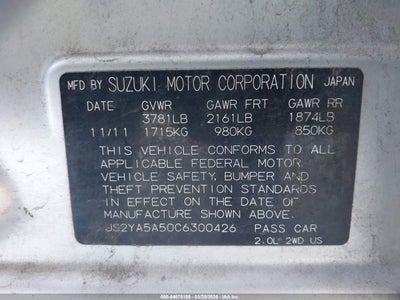 MFD BY SUZUKI MOTOR CORPORATION JAPAN
DATE GVWR GAWR FRT GAWR RR
3781LB 2161LB 1874LB
11/11 1715KG 980KG 850KG
THIS VEHICLE CONFORMS TO ALL
APPLICABLE FEDERAL MOTOR
VEHICLE SAFETY, BUMPER AND
THEFT PREVENTION STANDARDS
IN EFFECT ON THE DATE OF
MANUFACTURE SHOWN ABOVE.
JS2YA5A50C6300426 PASS CAR
2.0L 2WD US